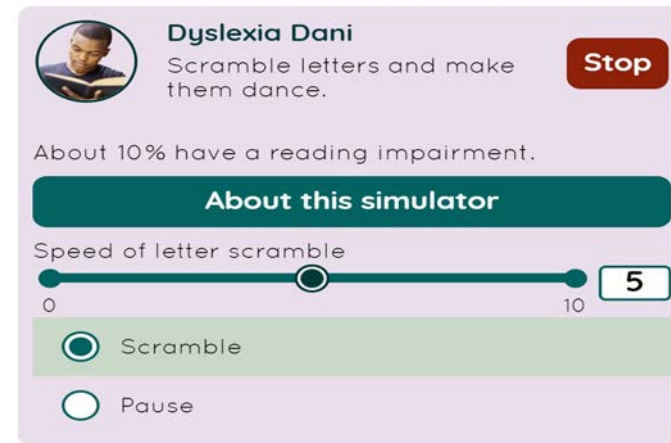 Dyslexia Dani
Scramble letters and make
them dance.
Stop
About 10% have a reading impairment.
About this simulator
Speed of letter scramble
5
0 10
Scramble
Pause